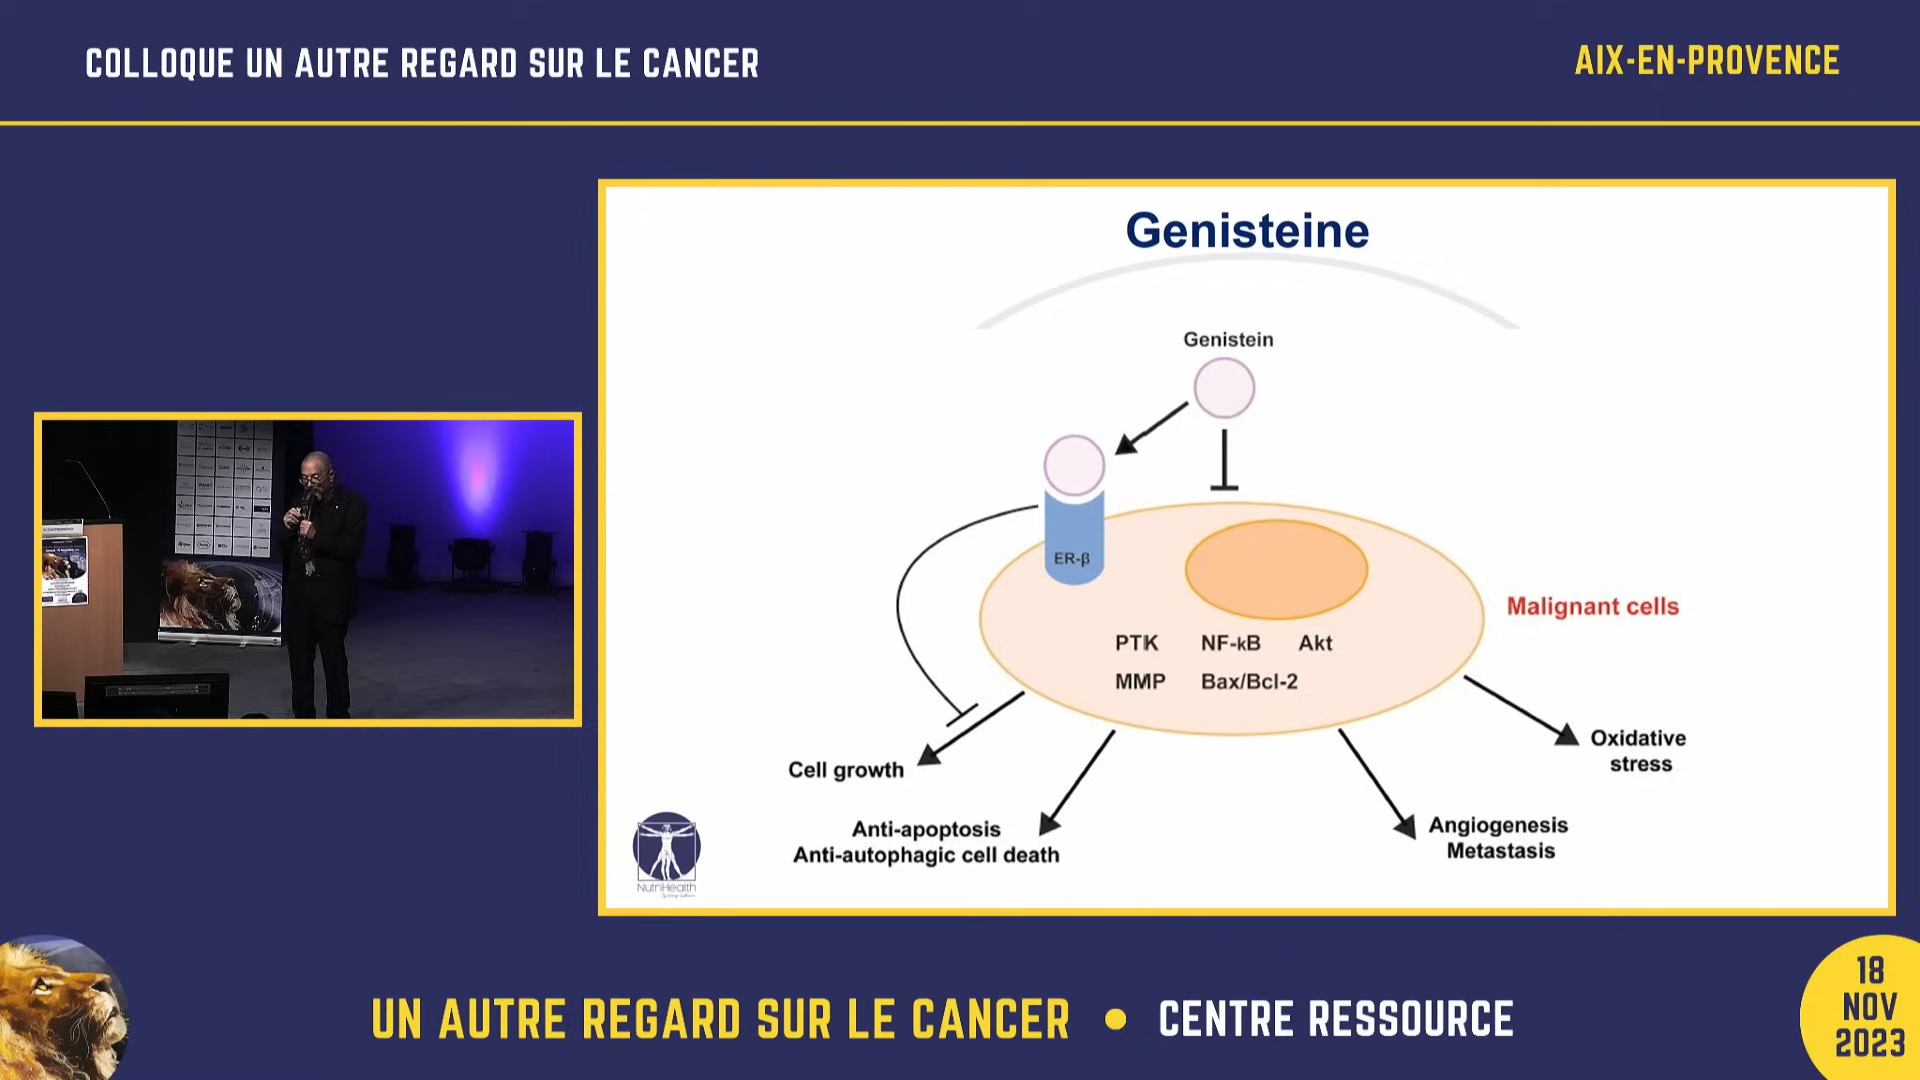 COLLOQUE UN AUTRE REGARD SUR LE CANCER
AIX-EN-PROVENCE
Genisteine
Genistein
ER-β
PTK NF-kB Akt
MMP Bax/Bcl-2
Malignant cells
Cell growth
Anti-apoptosis
Anti-autophagic cell death
Angiogenesis
Metastasis
Oxidative
stress
NutriHealth
UN AUTRE REGARD SUR LE CANCER • CENTRE RESSOURCE
18
NOV
2023